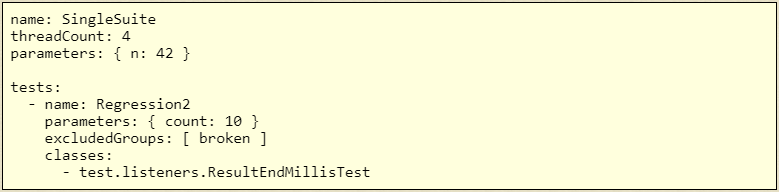 name: SingleSuite
threadCount: 4
parameters: { n: 42 }

tests:
  - name: Regression2
    parameters: { count: 10 }
    excludedGroups: [ broken ]
    classes:
      - test.listeners.ResultEndMillisTest